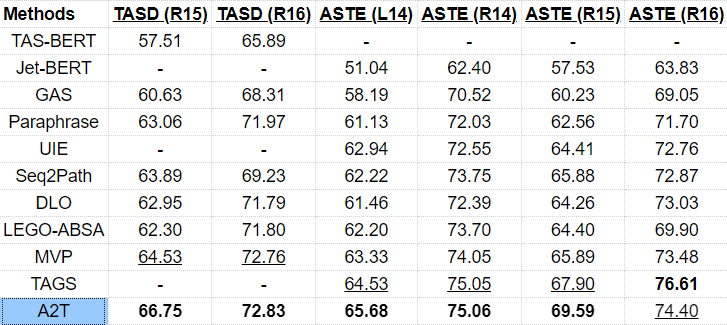 Methods TASD (R15) TASD (R16) ASTE (L14) ASTE (R14) ASTE (R15) ASTE (R16)
TAS-BERT 57.51 65.89 - - - -
Jet-BERT - - 51.04 62.40 57.53 63.83
GAS 60.63 68.31 58.19 70.52 60.23 69.05
Paraphrase 63.06 71.97 61.13 72.03 62.56 71.70
UIE - - 62.94 72.55 64.41 72.76
Seq2Path 63.89 69.23 62.22 73.75 65.88 72.87
DLO 62.95 71.79 61.46 72.39 64.26 73.03
LEGO-ABSA 62.30 71.80 62.20 73.70 64.40 69.90
MVP 64.53 72.76 63.33 74.05 65.89 73.48
TAGS - - 64.53 75.05 67.90 76.61
A2T 66.75 72.83 65.68 75.06 69.59 74.40